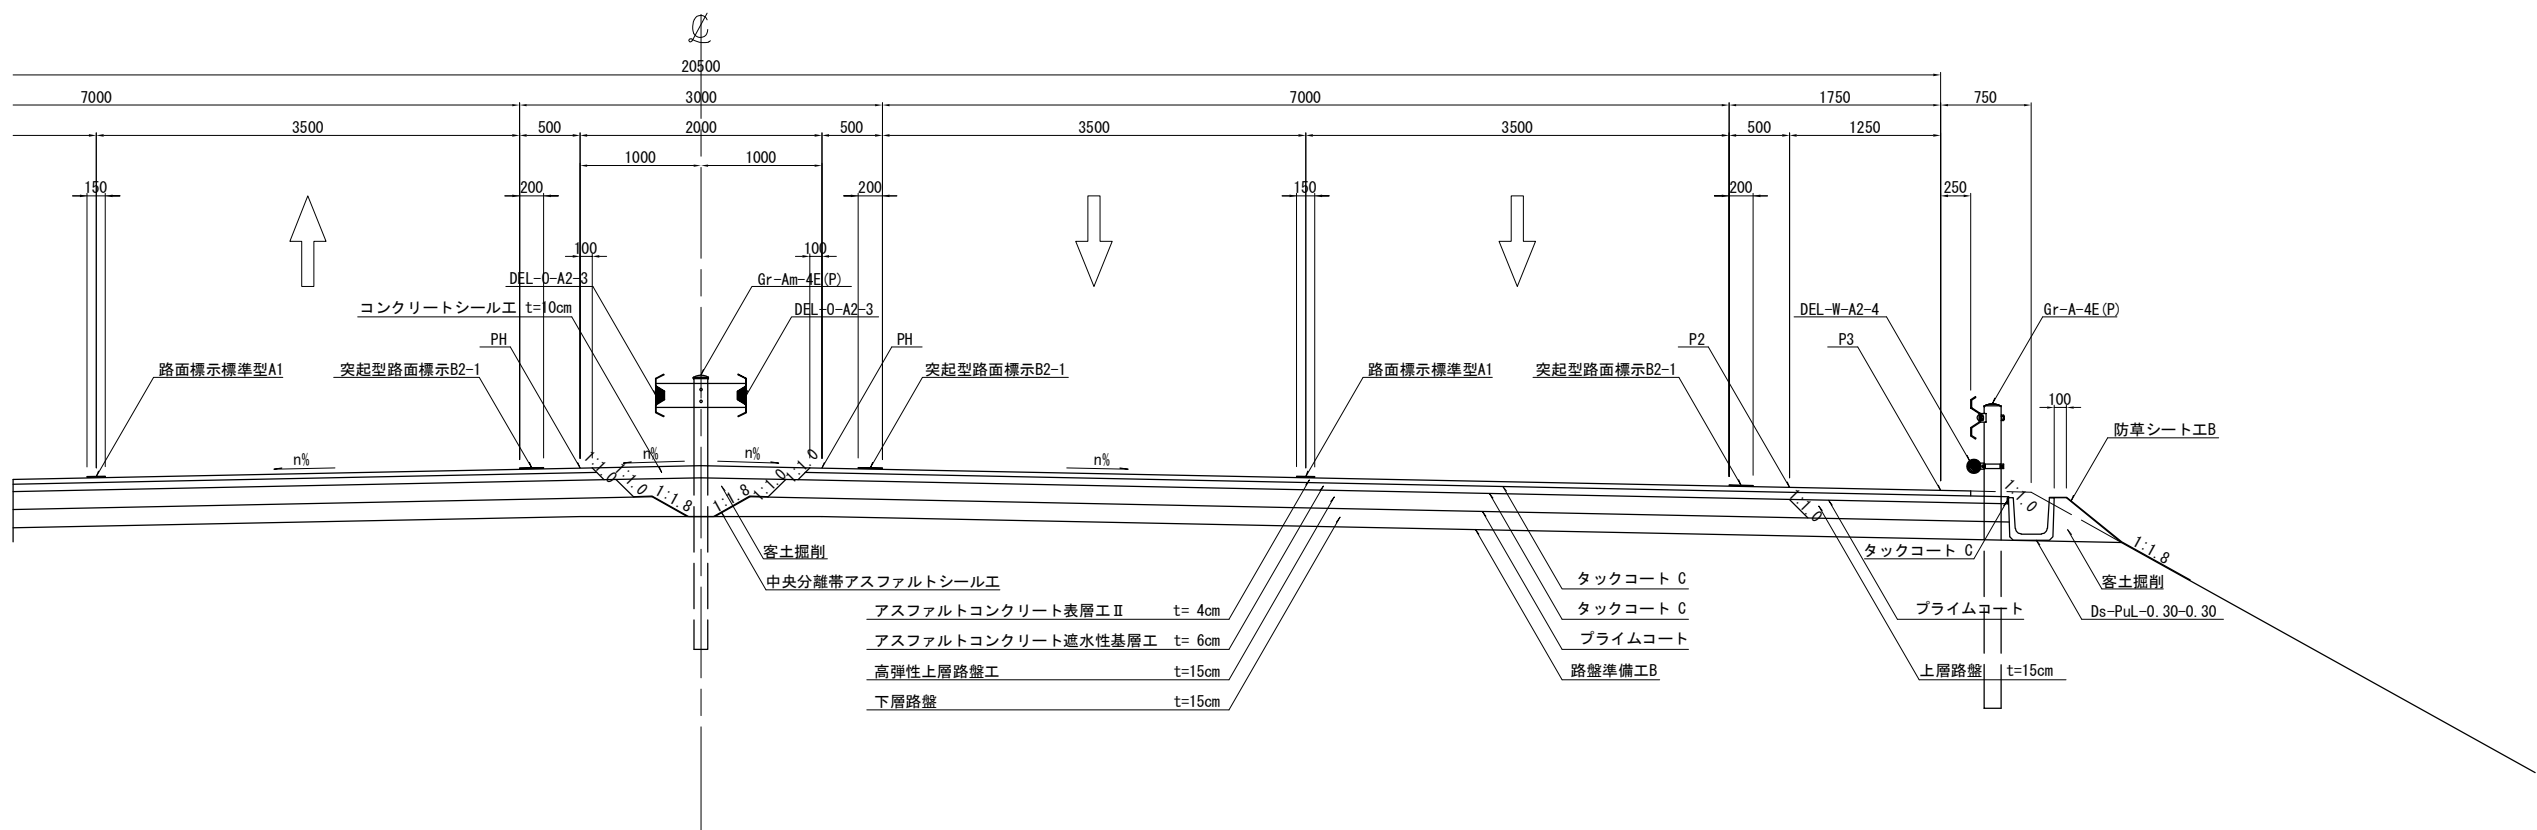 ℄
20500
7000
3000
7000
1750
750
3500
500
2000
500
3500
3500
500
1250
1000
1000
150
200
200
150
200
250
100
100
DEL-O-A2-3
Gr-Am-4E(P)
コンクリートシール工 t=10cm
DEL-O-A2-3
DEL-W-A2-4
Gr-A-4E(P)
PH
PH
P2
P3
路面標示標準型A1
突起型路面標示B2-1
突起型路面標示B2-1
路面標示標準型A1
突起型路面標示B2-1
100
防草シート工B
n%
n%
n%
n%
1:1.0
1:1.0
1:1.8
1:1.8
1:1.0
1:1.0
1:1.0
1:1.0
1:1.8
客土掘削
タックコート C
中央分離帯アスファルトシール工
タックコート C
客土掘削
アスファルトコンクリート表層工Ⅱ t= 4cm
タックコート C
プライムコート
Ds-PuL-0.30-0.30
アスファルトコンクリート遮水性基層工 t= 6cm
プライムコート
高弾性上層路盤工 t=15cm
路盤準備工B
上層路盤 t=15cm
下層路盤 t=15cm